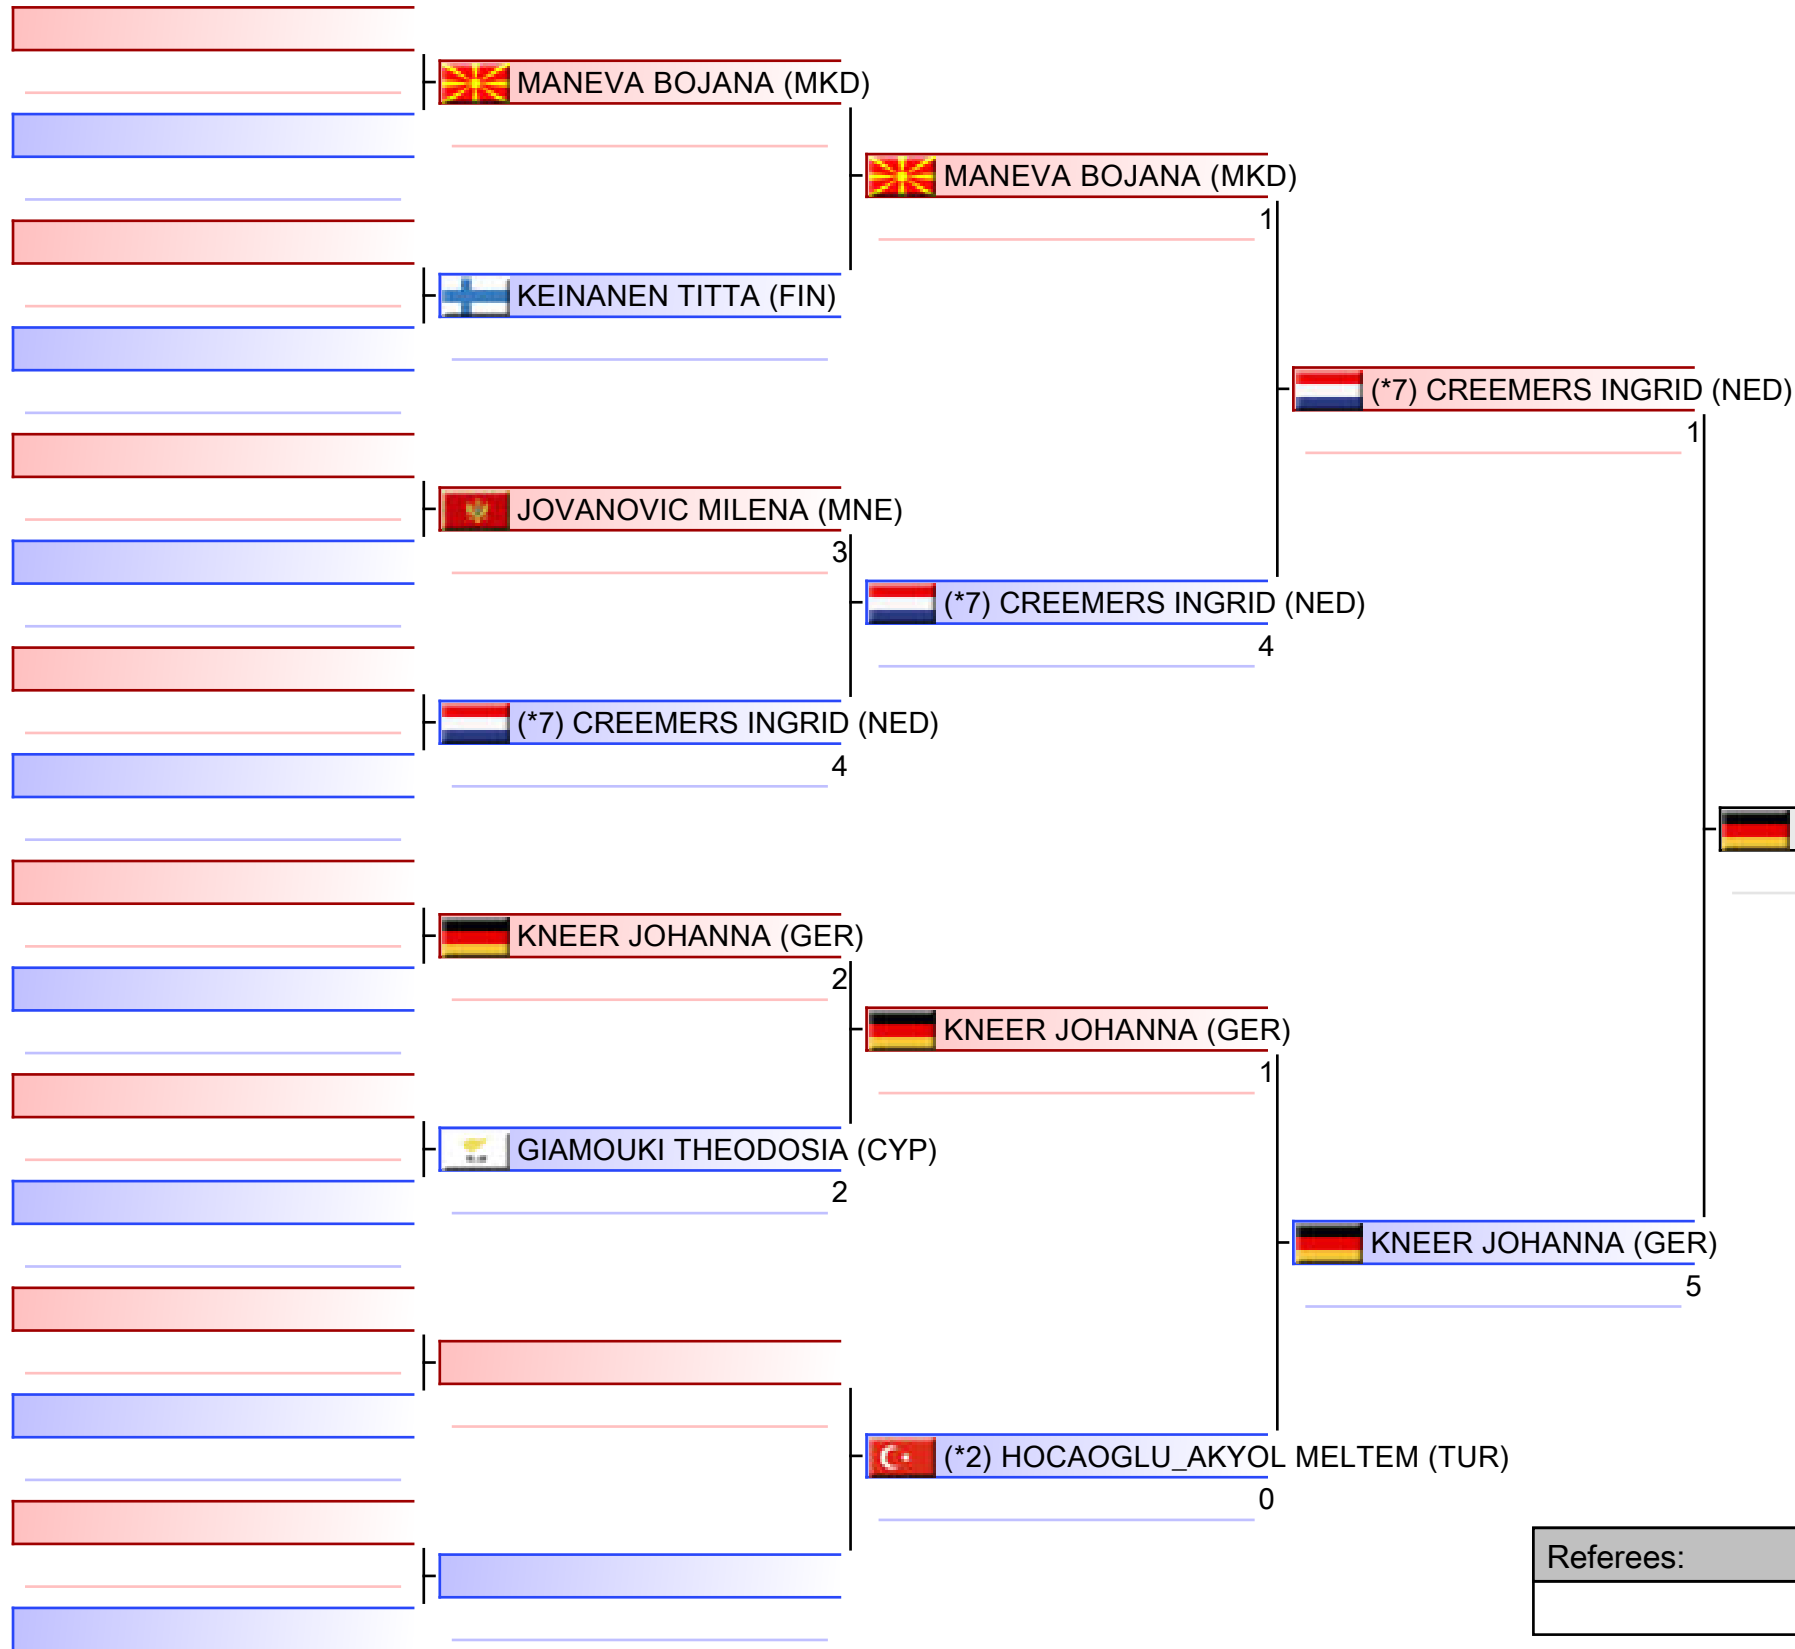 MANEVA BOJANA (MKD)
MANEVA BOJANA (MKD)
1
KEINANEN TITTA (FIN)
(*7) CREEMERS INGRID (NED)
1
JOVANOVIC MILENA (MNE)
3
(*7) CREEMERS INGRID (NED)
4
(*7) CREEMERS INGRID (NED)
4
KNEER JOHANNA (GER)
2
KNEER JOHANNA (GER)
1
GIAMOUKI THEODOSIA (CYP)
2
KNEER JOHANNA (GER)
5
(*2) HOCAOGLU_AKYOL MELTEM (TUR)
0
Referees: